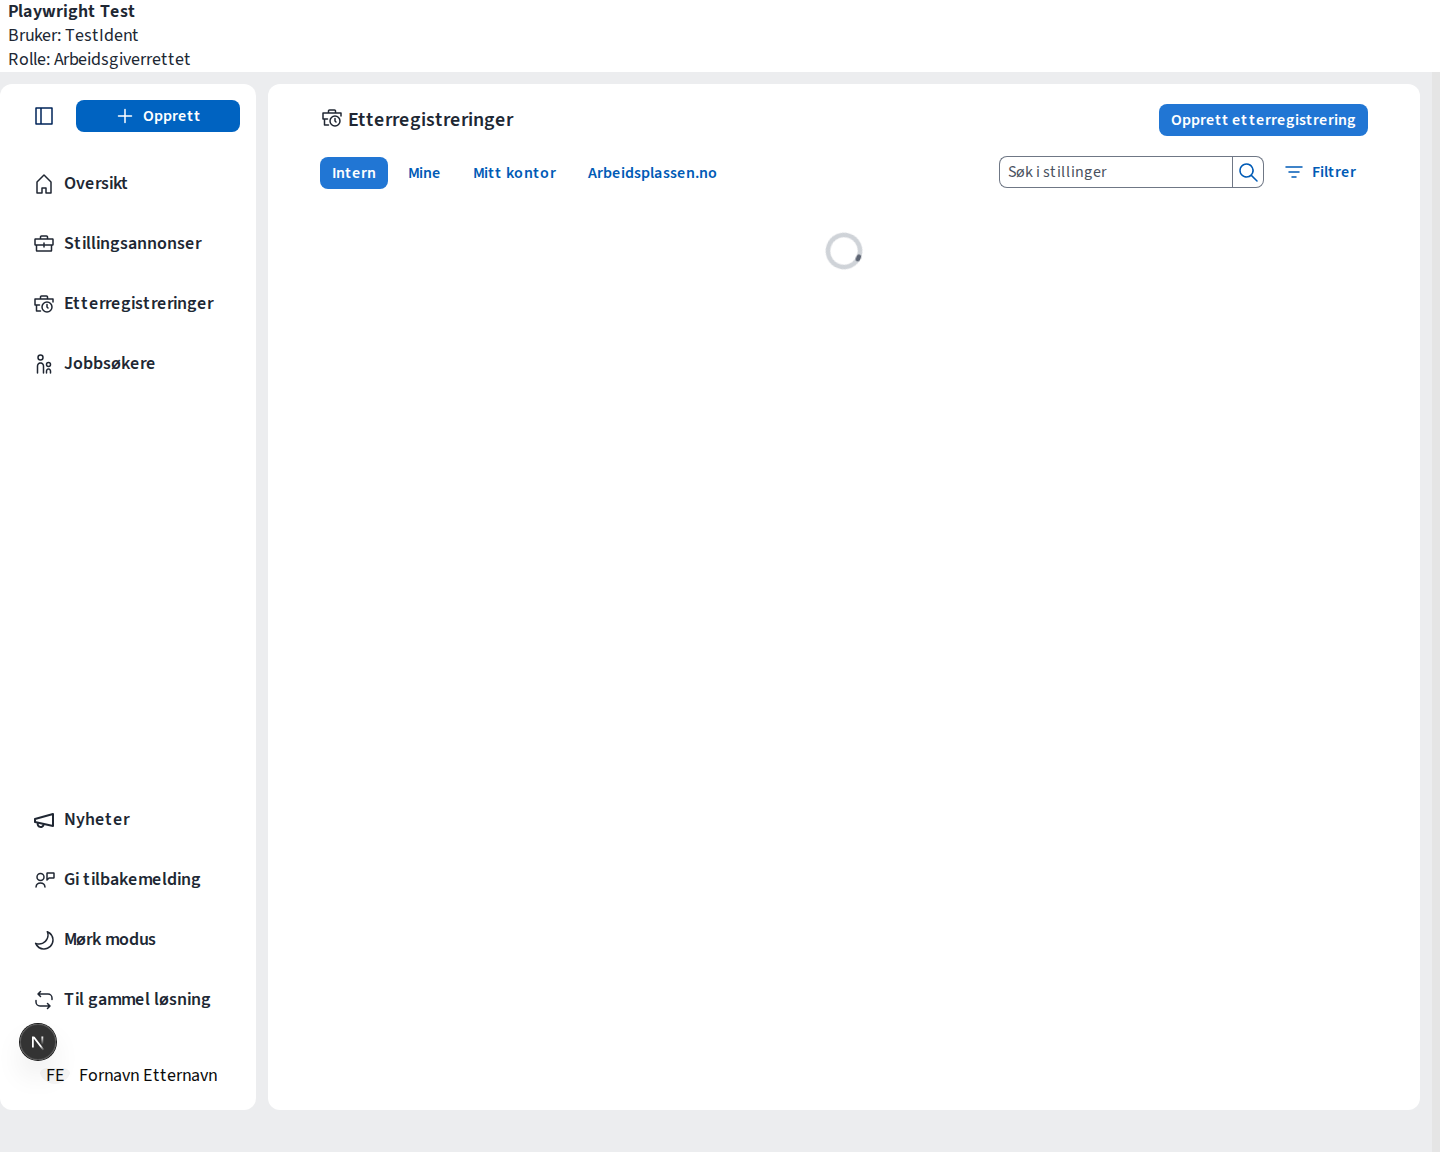 Playwright Test
Bruker: TestIdent
Rolle: Arbeidsgiverrettet
Opprett
Oversikt
Stillingsannonser
Etterregistreringer
Jobbsøkere
Nyheter
Gi tilbakemelding
Mørk modus
Til gammel løsning
N
FE Fornavn Etternavn
Etterregistreringer
Opprett etterregistrering
Intern Mine Mitt kontor Arbeidsplassen.no
Søk i stillinger
Filtrer